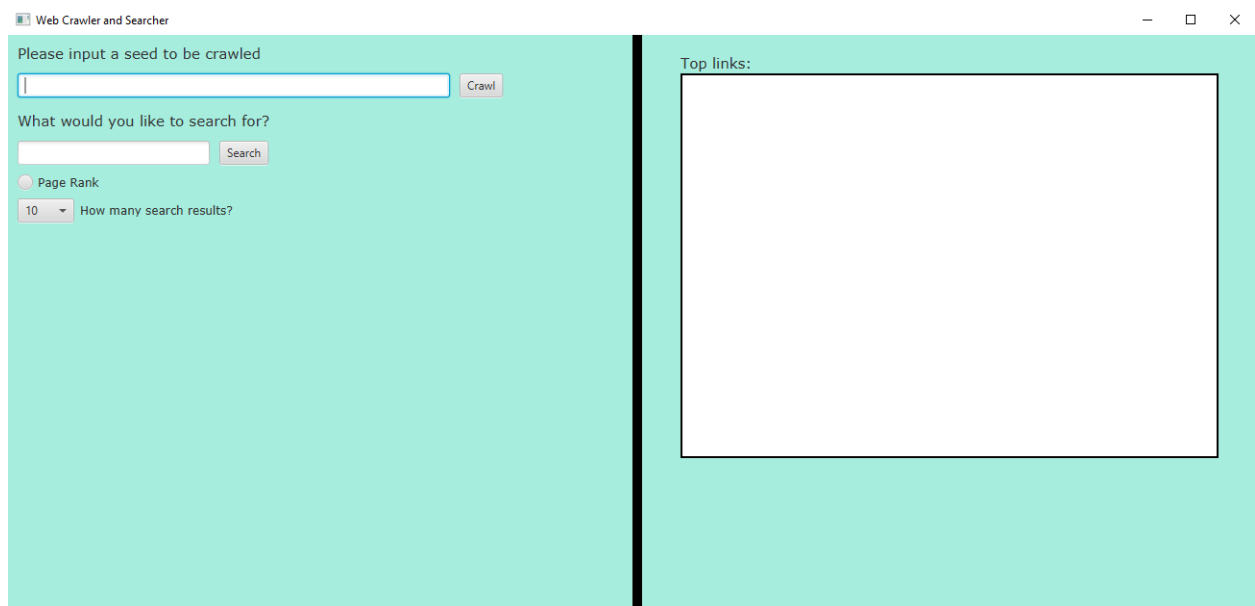 Web Crawler and Searcher
Please input a seed to be crawled
Crawl
What would you like to search for?
Search
Page Rank
10 How many search results?
Top links: